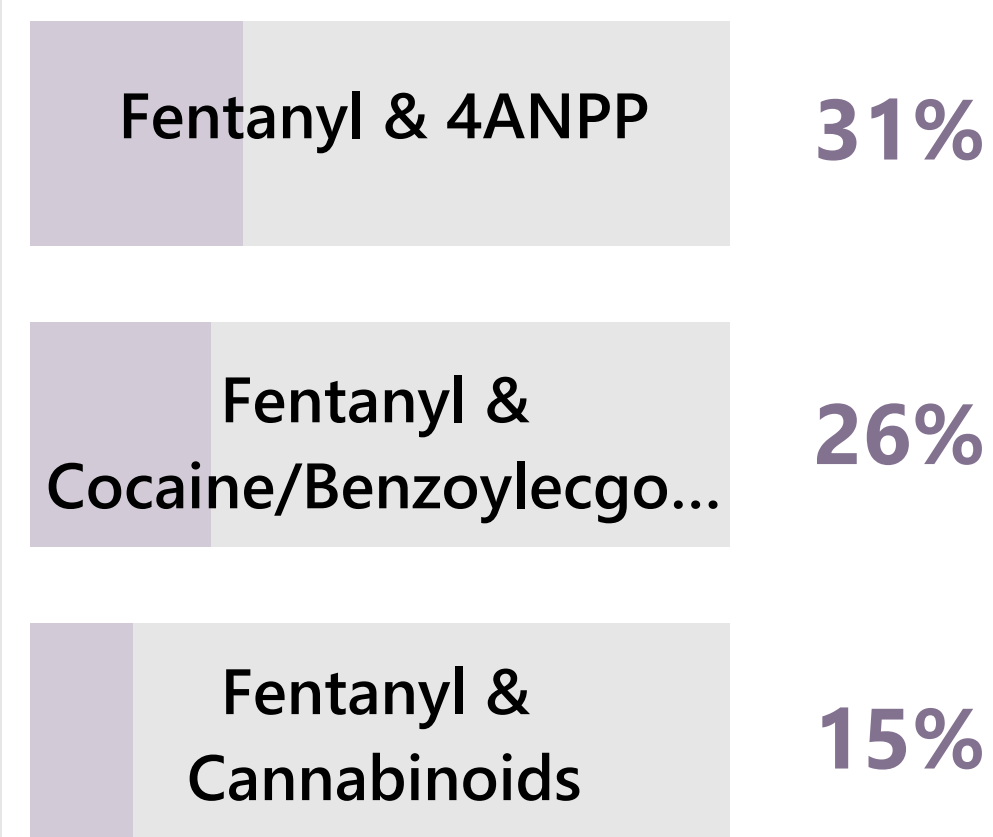 Fentanyl & 4ANPP
31%
Fentanyl &
Cocaine/Benzoylecgo...
26%
Fentanyl &
Cannabinoids
15%